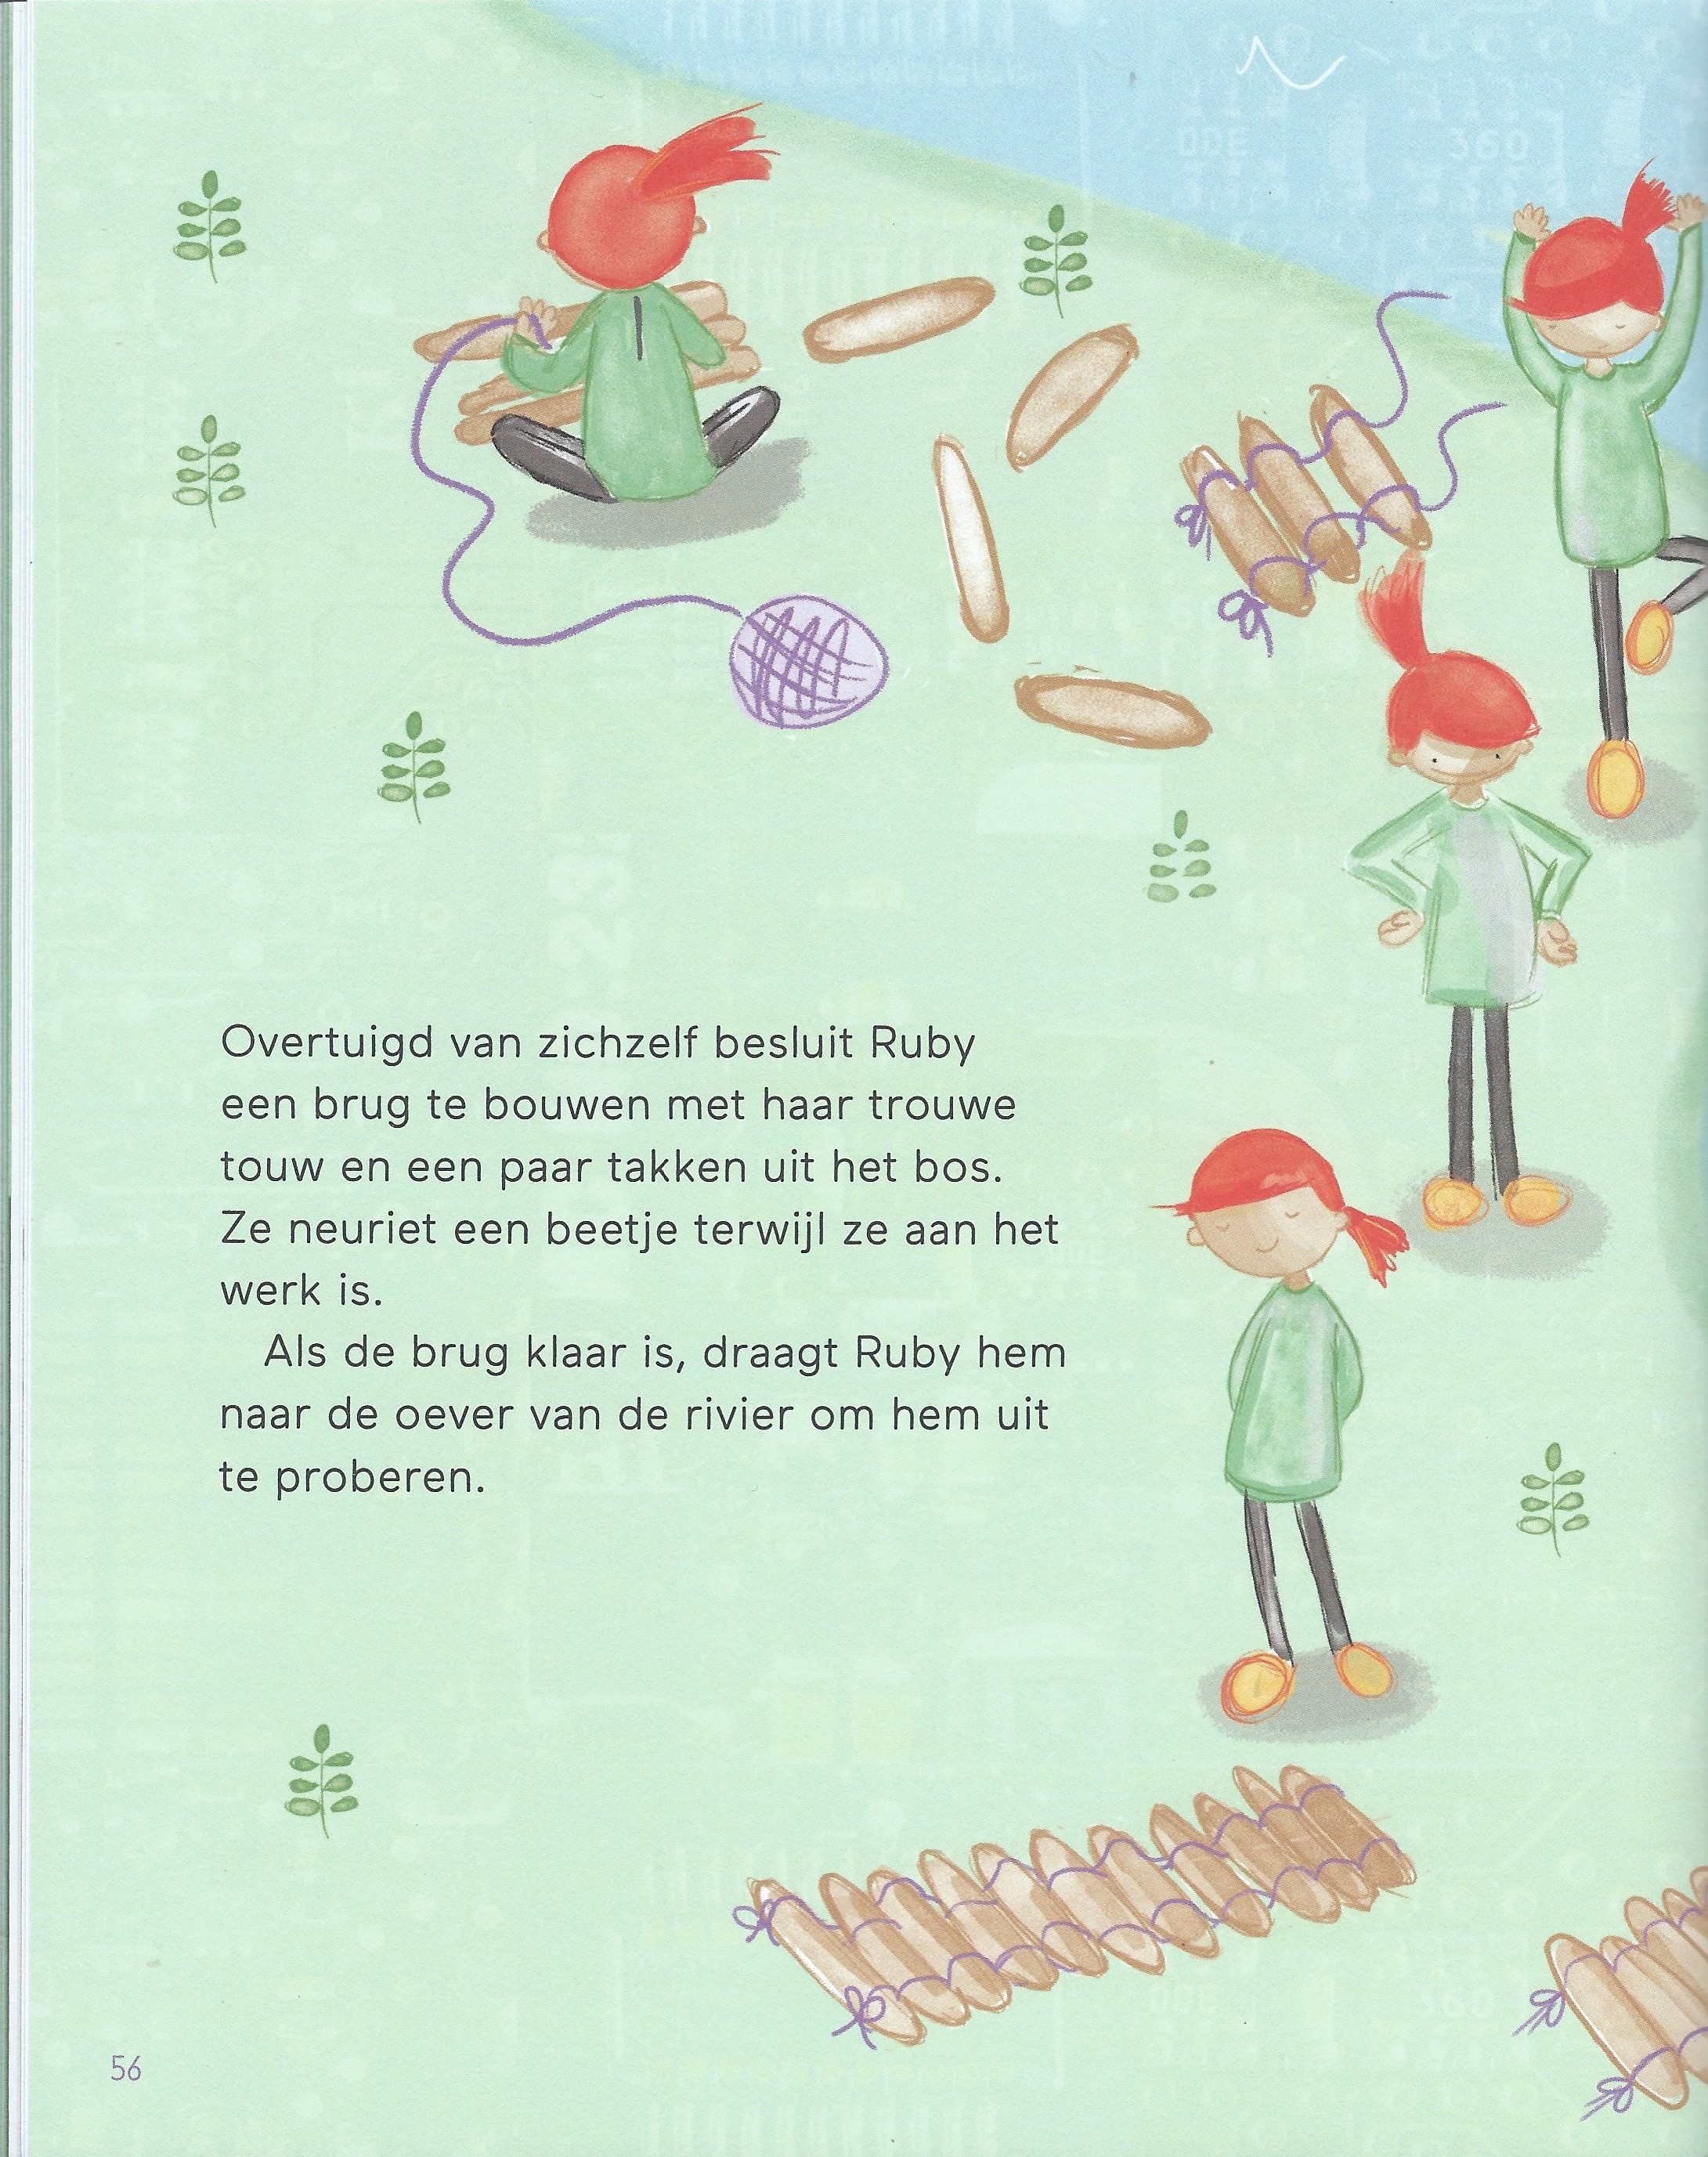 Overtuigd van zichzelf besluit Ruby
een brug te bouwen met haar trouwe
touw en een paar takken uit het bos.
Ze neuriet een beetje terwijl ze aan het
werk is.
Als de brug klaar is, draagt Ruby hem
naar de oever van de rivier om hem uit
te proberen.
56